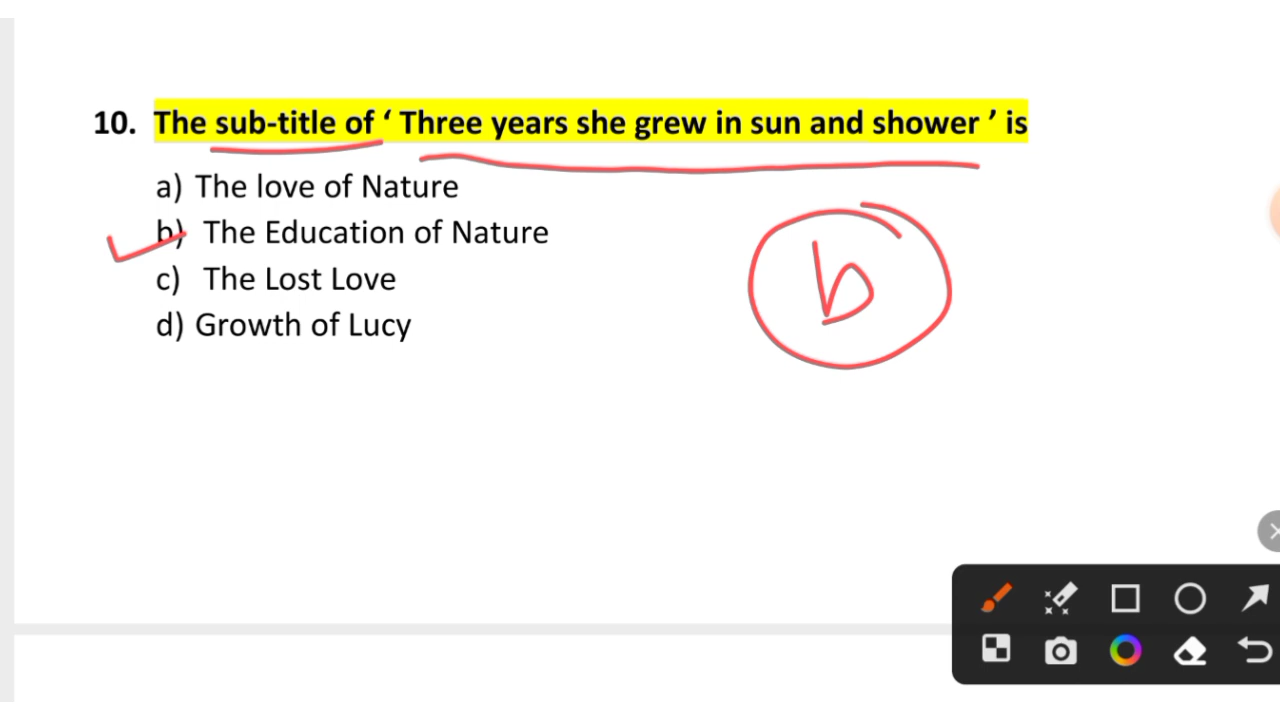 10. The sub-title of ‘ Three years she grew in sun and shower ’ is
a) The love of Nature
b) The Education of Nature
c) The Lost Love
d) Growth of Lucy
b